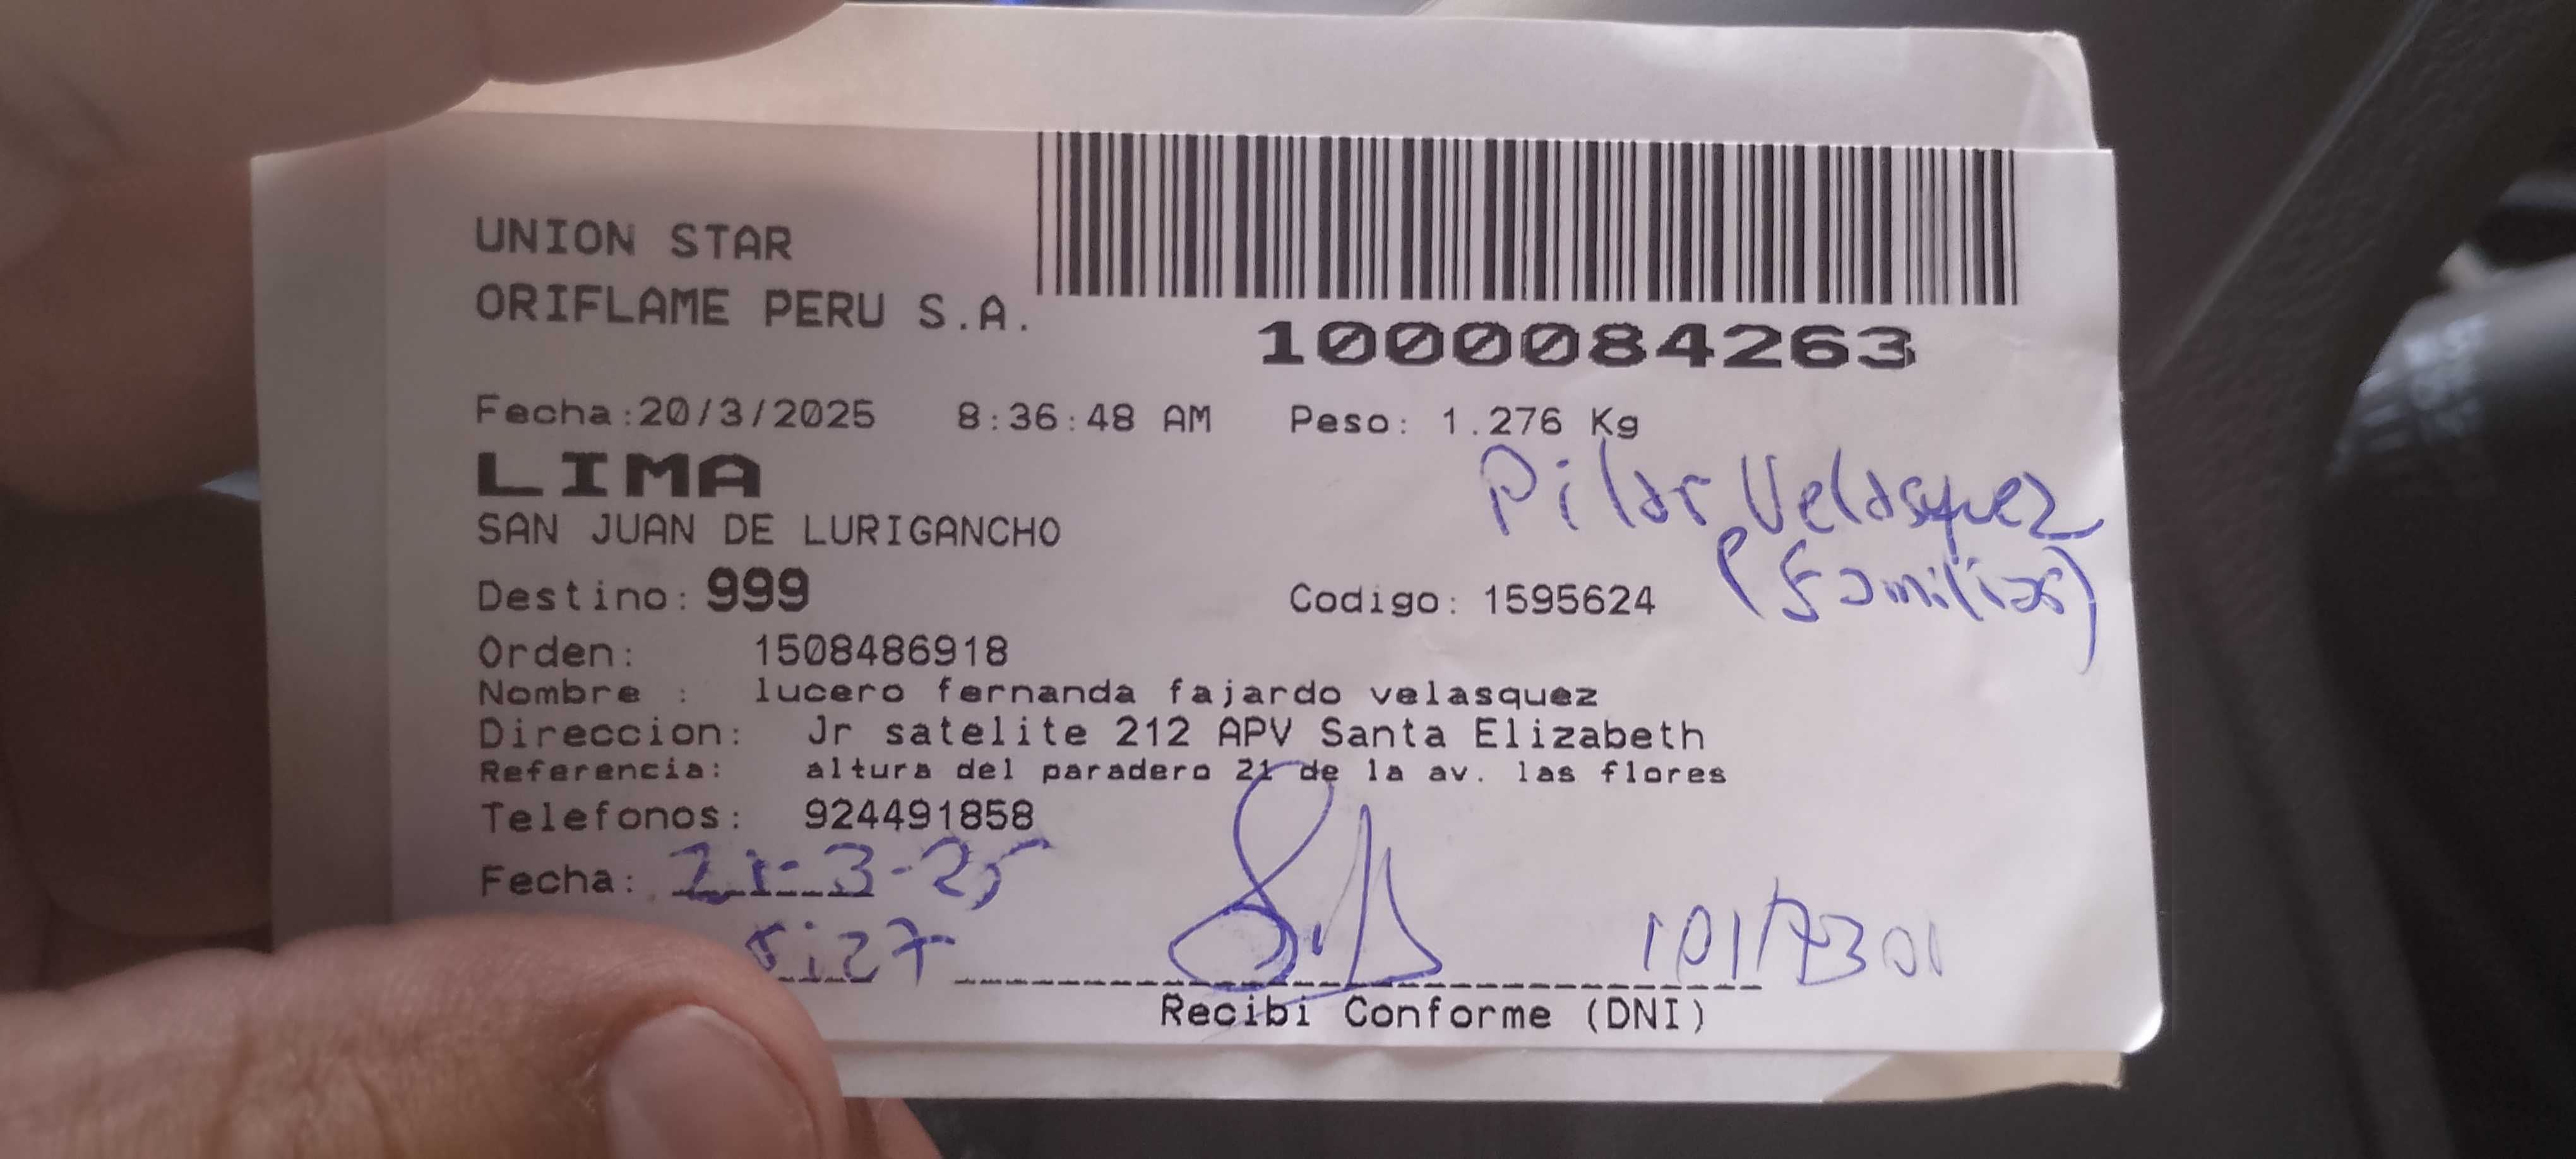 UNION STAR
ORIFLAME PERU S.A.
1000084263
Fecha:20/3/2025 8:36:48 AM Peso: 1.276 Kg
LIMA
Pilar Velasquez
SAN JUAN DE LURIGANCHO
(familiar)
Destino: 999 Codigo: 1595624
Orden: 1508486918
Nombre : lucero fernanda fajardo velasquez
Direccion: Jr satelite 212 APV Santa Elizabeth
Referencia: altura del paradero 21 de la av. las flores
Telefonos: 924491858
Fecha: 21-3-25
Recibi Conforme (DNI)